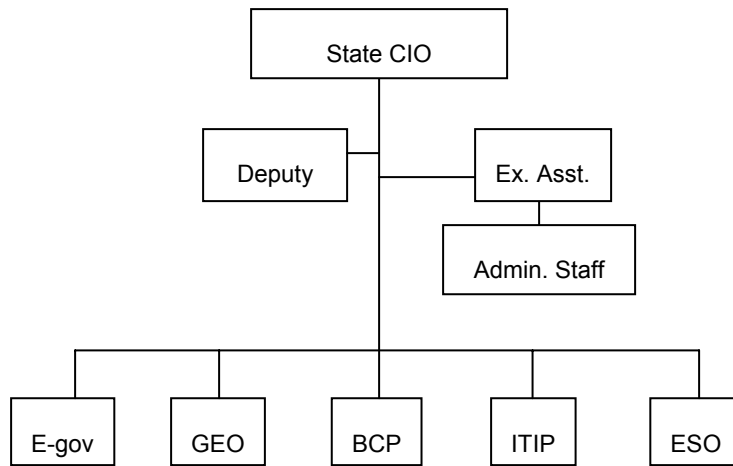 State CIO
Deputy
Ex. Asst.
Admin. Staff
E-gov
GEO
BCP
ITIP
ESO